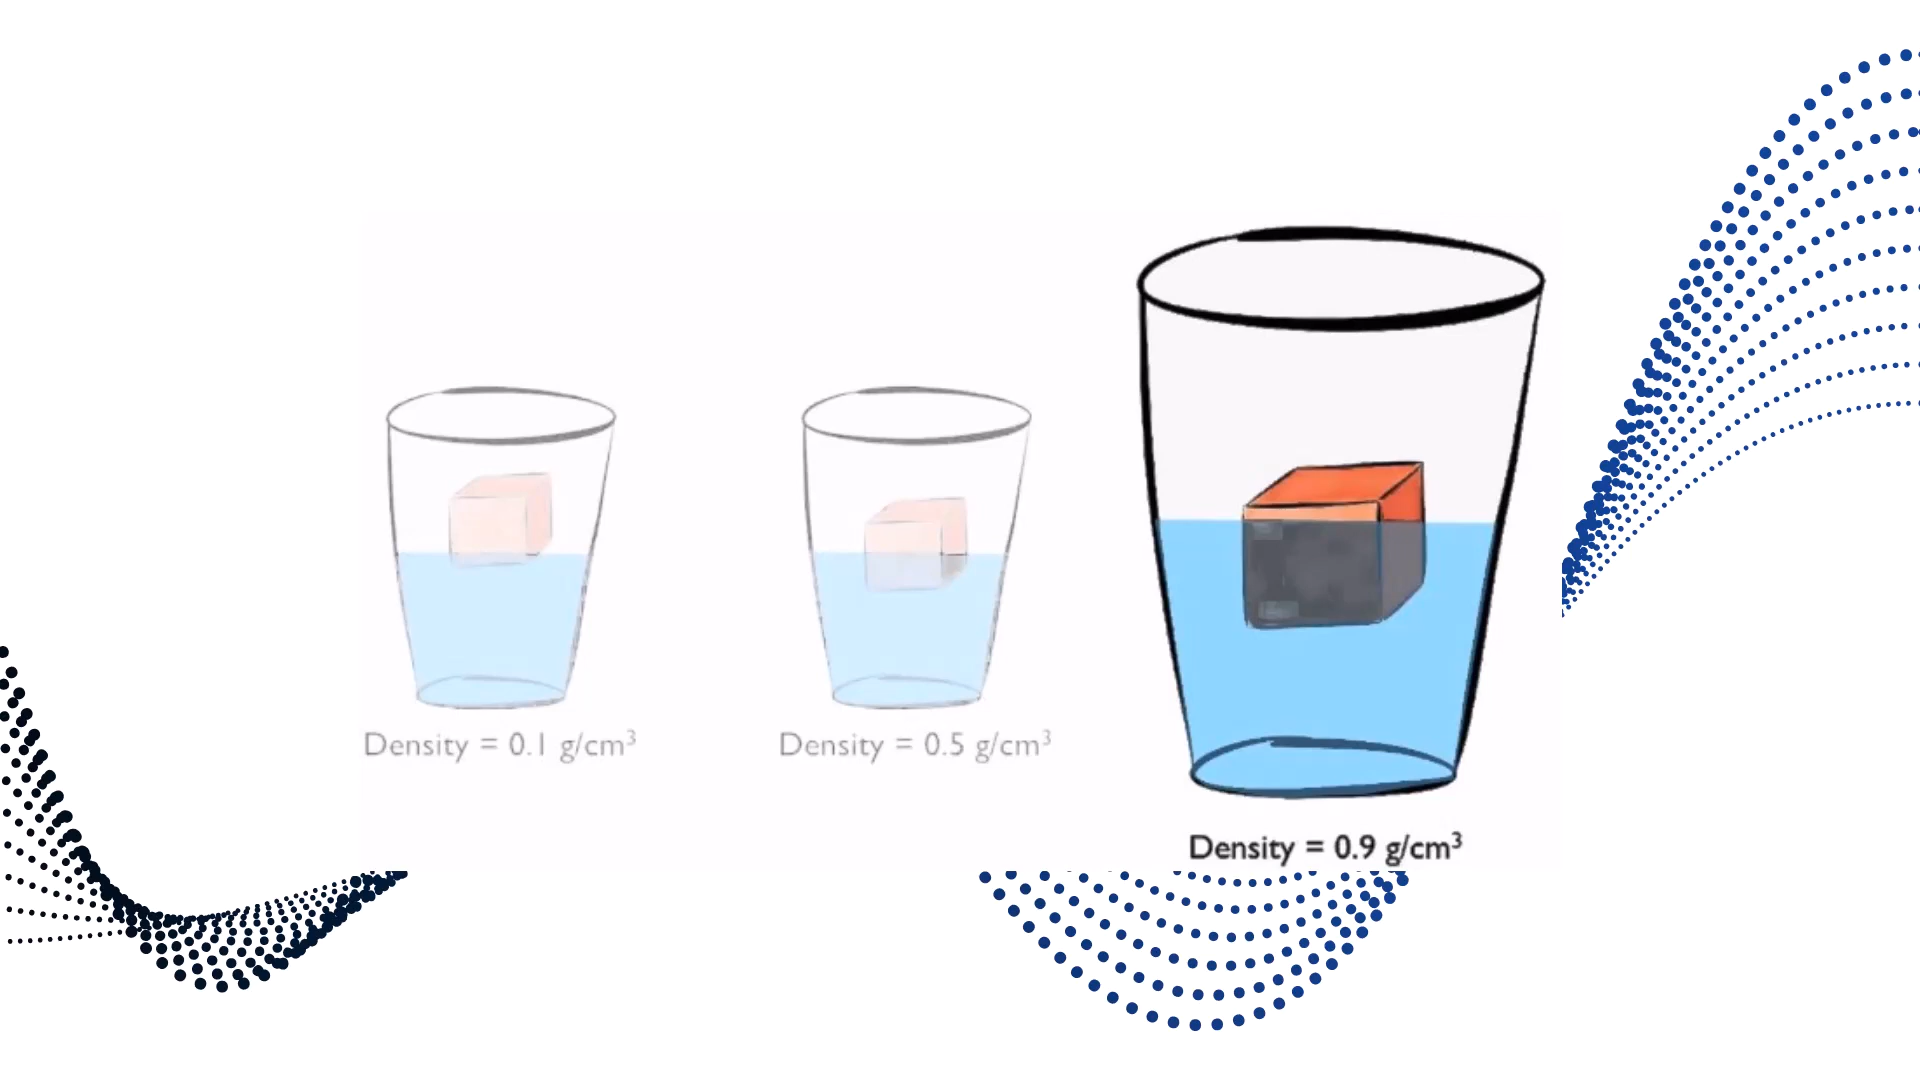 Density = 0.1 g/cm³
Density = 0.5 g/cm³
Density = 0.9 g/cm³